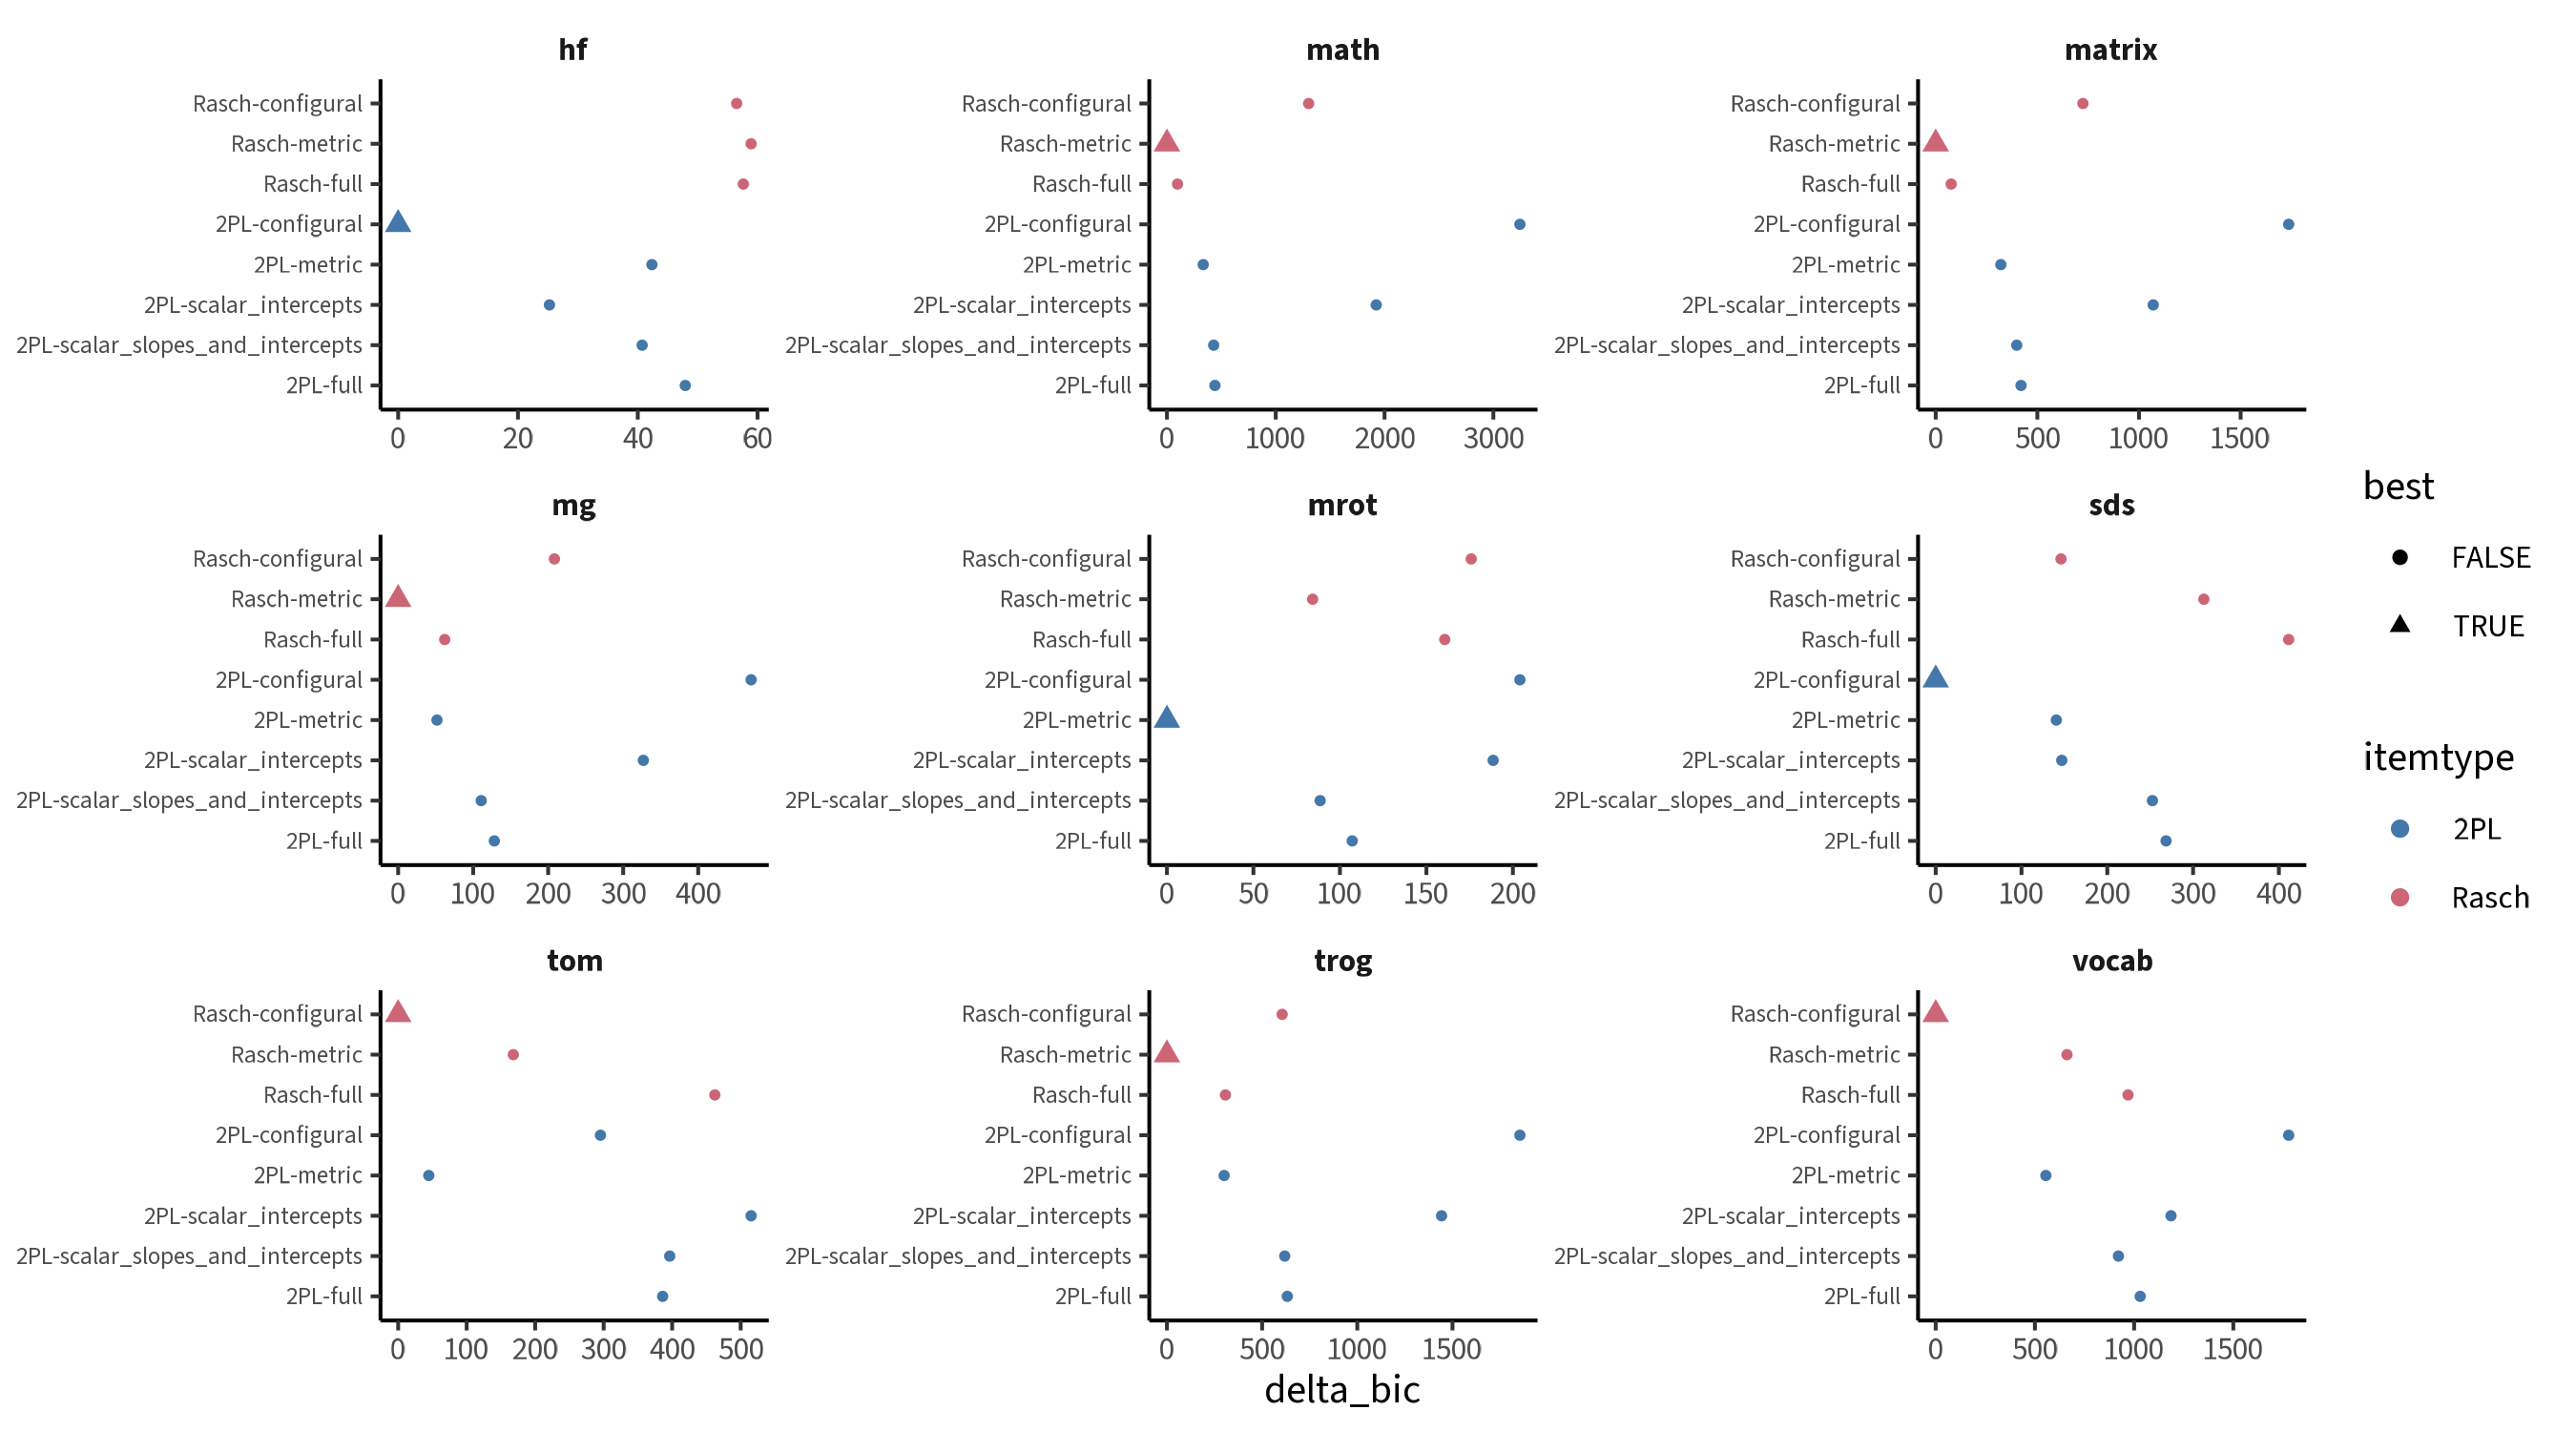 hf
Rasch-configural
Rasch-metric
Rasch-full
2PL-configural
2PL-metric
2PL-scalar_intercepts
2PL-scalar_slopes_and_intercepts
2PL-full
0 20 40 60
math
Rasch-configural
Rasch-metric
Rasch-full
2PL-configural
2PL-metric
2PL-scalar_intercepts
2PL-scalar_slopes_and_intercepts
2PL-full
0 1000 2000 3000
matrix
Rasch-configural
Rasch-metric
Rasch-full
2PL-configural
2PL-metric
2PL-scalar_intercepts
2PL-scalar_slopes_and_intercepts
2PL-full
0 500 1000 1500
mg
Rasch-configural
Rasch-metric
Rasch-full
2PL-configural
2PL-metric
2PL-scalar_intercepts
2PL-scalar_slopes_and_intercepts
2PL-full
0 100 200 300 400
mrot
Rasch-configural
Rasch-metric
Rasch-full
2PL-configural
2PL-metric
2PL-scalar_intercepts
2PL-scalar_slopes_and_intercepts
2PL-full
0 50 100 150 200
sds
Rasch-configural
Rasch-metric
Rasch-full
2PL-configural
2PL-metric
2PL-scalar_intercepts
2PL-scalar_slopes_and_intercepts
2PL-full
0 100 200 300 400
tom
Rasch-configural
Rasch-metric
Rasch-full
2PL-configural
2PL-metric
2PL-scalar_intercepts
2PL-scalar_slopes_and_intercepts
2PL-full
0 100 200 300 400 500
trog
Rasch-configural
Rasch-metric
Rasch-full
2PL-configural
2PL-metric
2PL-scalar_intercepts
2PL-scalar_slopes_and_intercepts
2PL-full
0 500 1000 1500
vocab
Rasch-configural
Rasch-metric
Rasch-full
2PL-configural
2PL-metric
2PL-scalar_intercepts
2PL-scalar_slopes_and_intercepts
2PL-full
0 500 1000 1500
delta_bic
best
FALSE
TRUE
itemtype
2PL
Rasch